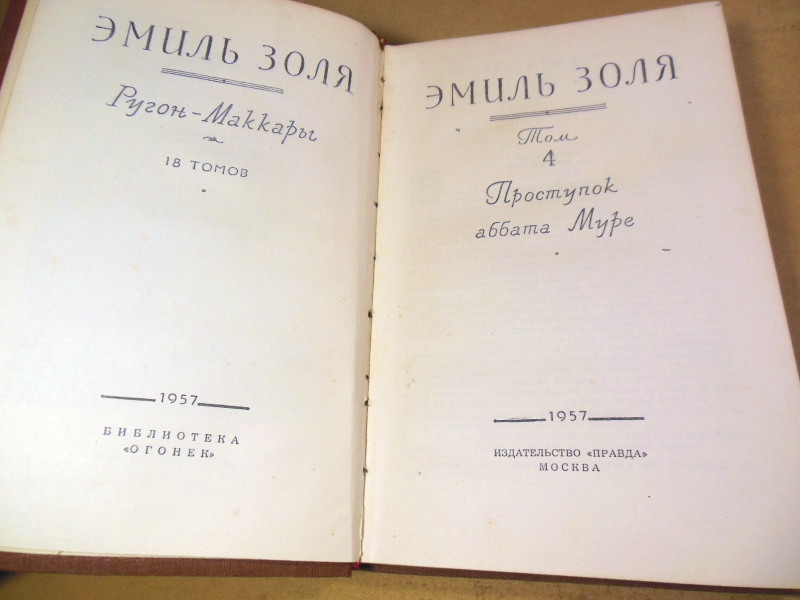 ЭМИЛЬ ЗОЛЯ
Ругон-Маккары
18 ТОМОВ
1957
БИБЛИОТЕКА
«ОГОНЕК»
ЭМИЛЬ ЗОЛЯ
Том
4
Проступок
аббата Муре
1957
ИЗДАТЕЛЬСТВО «ПРАВДА»
МОСКВА